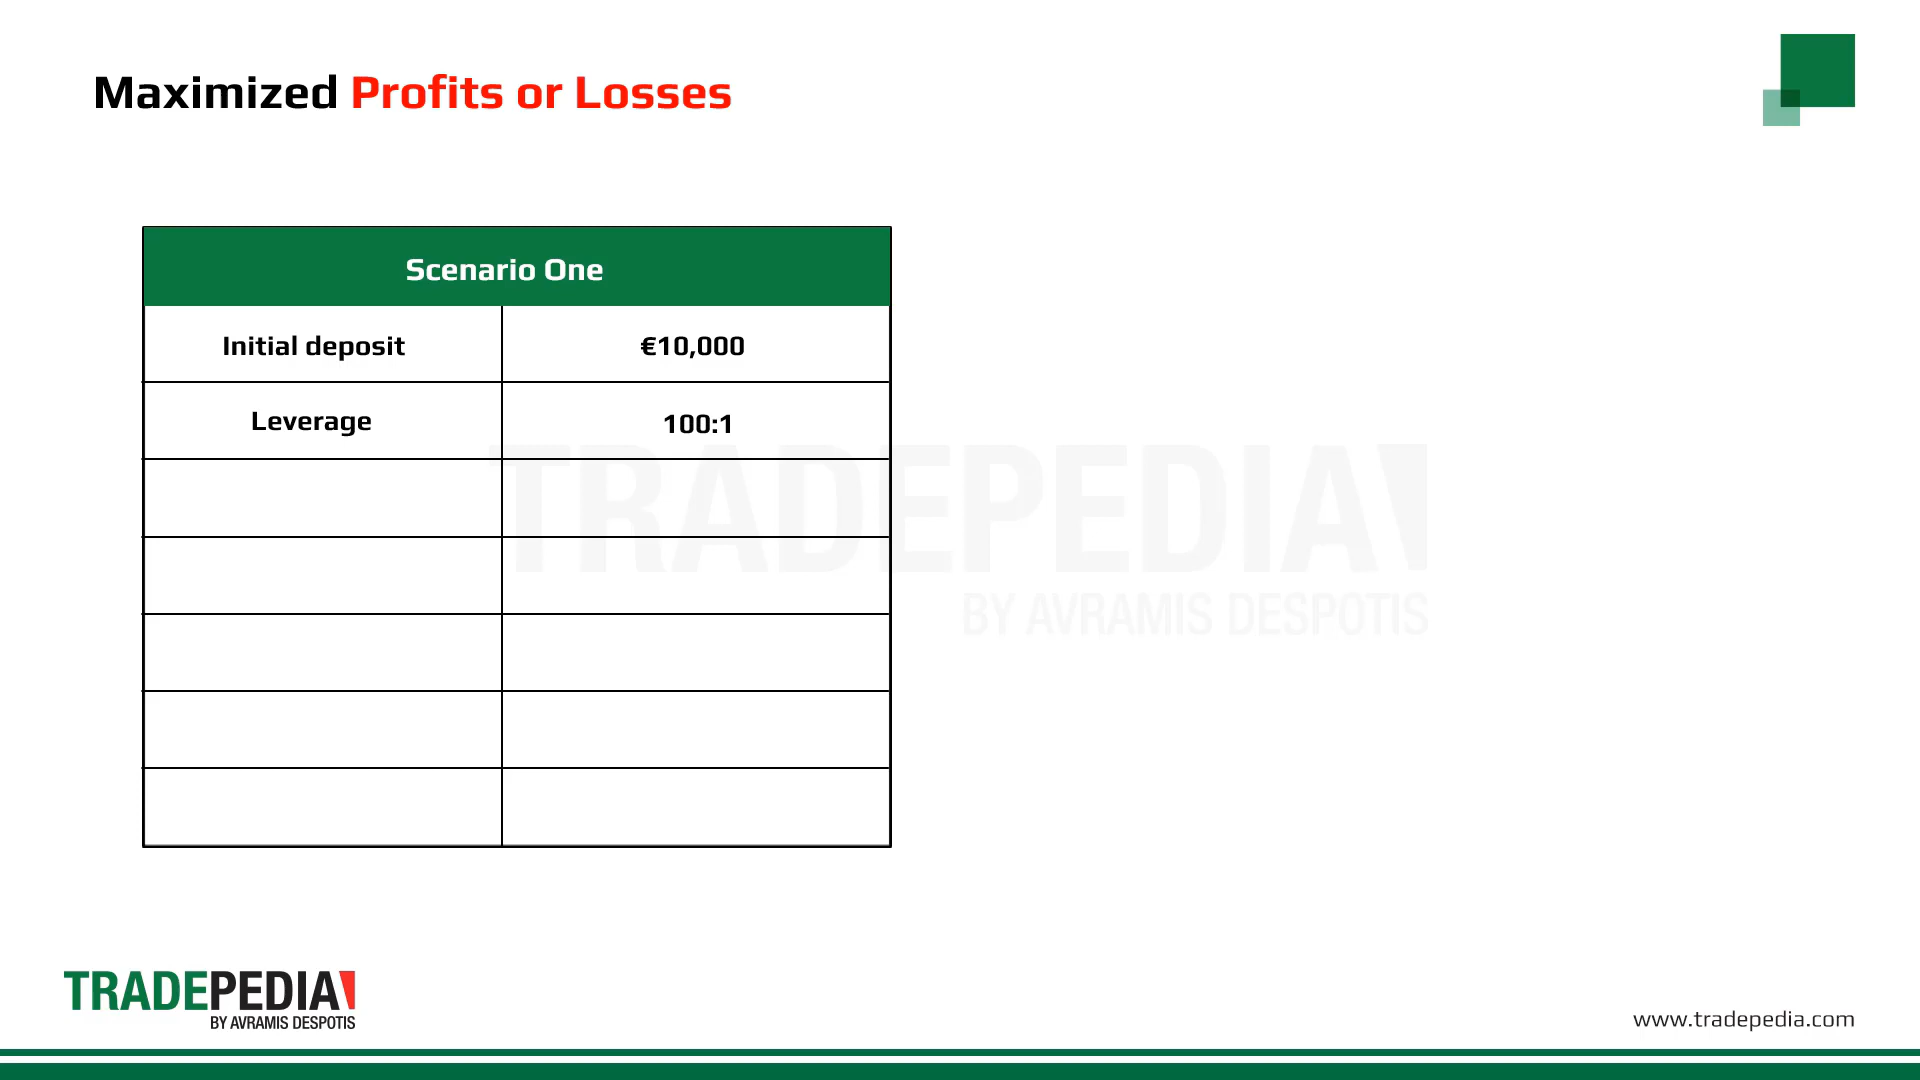 Maximized Profits or Losses
Scenario One
Initial deposit €10,000
Leverage 100:1
TRADEPEDIA
BY AVRAMIS DESPOTIS
TRADEPEDIA
BY AVRAMIS DESPOTIS
www.tradepedia.com